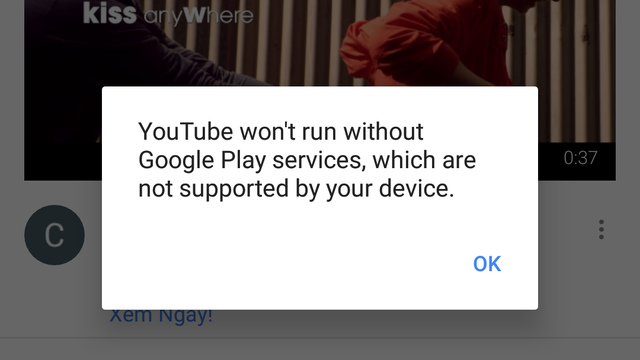 kiss anyWhere
YouTube won't run without
Google Play services, which are
not supported by your device.
0:37
C
OK
Xem Ngay!